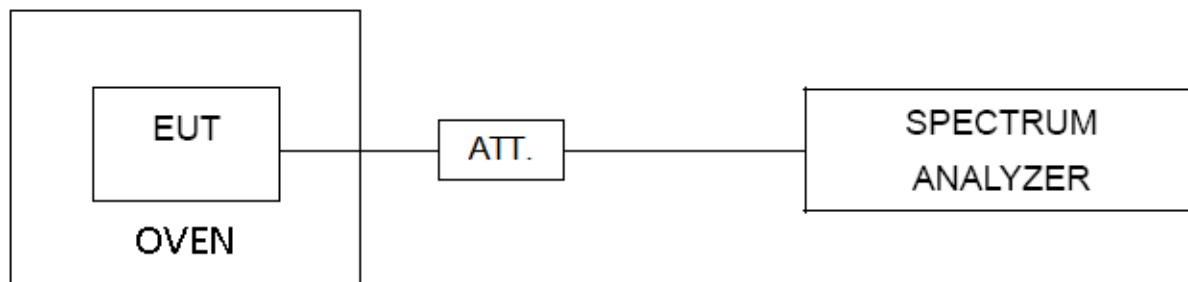 EUT
OVEN
ATT.
SPECTRUM
ANALYZER